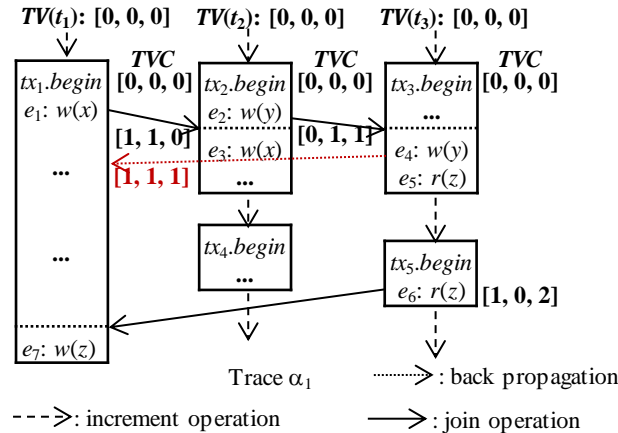 TV(t₁): [0, 0, 0] TV(t₂): [0, 0, 0] TV(t₃): [0, 0, 0]
TVC TVC TVC
[0, 0, 0] [0, 0, 0] [0, 0, 0]
tx₁.begin tx₂.begin tx₃.begin
e₁: w(x) e₂: w(y) ...
[1, 1, 0] [0, 1, 1]
e₃: w(x) e₄: w(y)
... [1, 1, 1] ... e₅: r(z)
... tx₄.begin tx₅.begin
... e₆: r(z) [1, 0, 2]
e₇: w(z)
Trace α₁ : back propagation
: increment operation : join operation